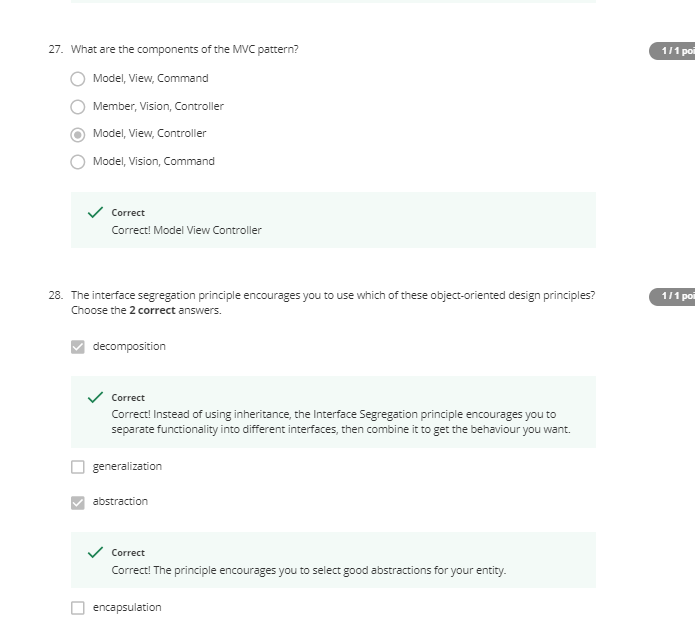 27. What are the components of the MVC pattern?
1 / 1 poi
Model, View, Command
Member, Vision, Controller
Model, View, Controller
Model, Vision, Command
Correct
Correct! Model View Controller
28. The interface segregation principle encourages you to use which of these object-oriented design principles?
1 / 1 poi
Choose the 2 correct answers.
decomposition
Correct
Correct! Instead of using inheritance, the Interface Segregation principle encourages you to
separate functionality into different interfaces, then combine it to get the behaviour you want.
generalization
abstraction
Correct
Correct! The principle encourages you to select good abstractions for your entity.
encapsulation